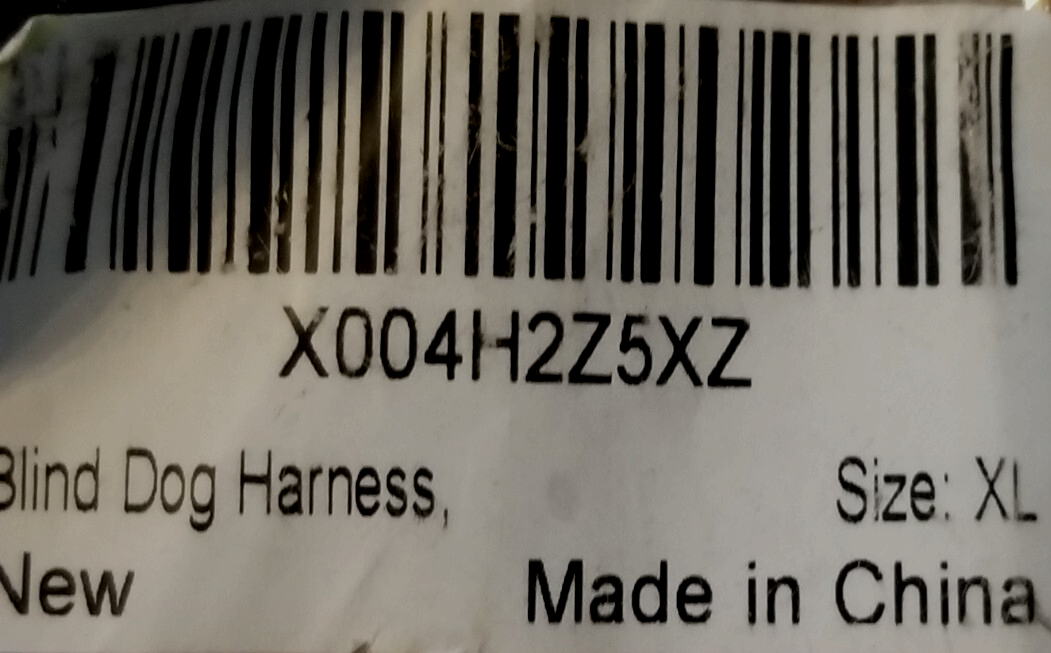 X004H2Z5XZ
Blind Dog Harness, Size: XL
New Made in China